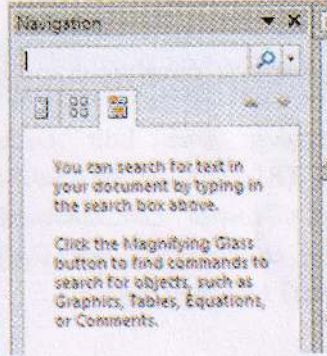 Navigation
You can search for text in
your document by typing in
the search box above.
Click the Magnifying Glass
button to find commands to
search for objects, such as
Graphics, Tables, Equations,
or Comments.